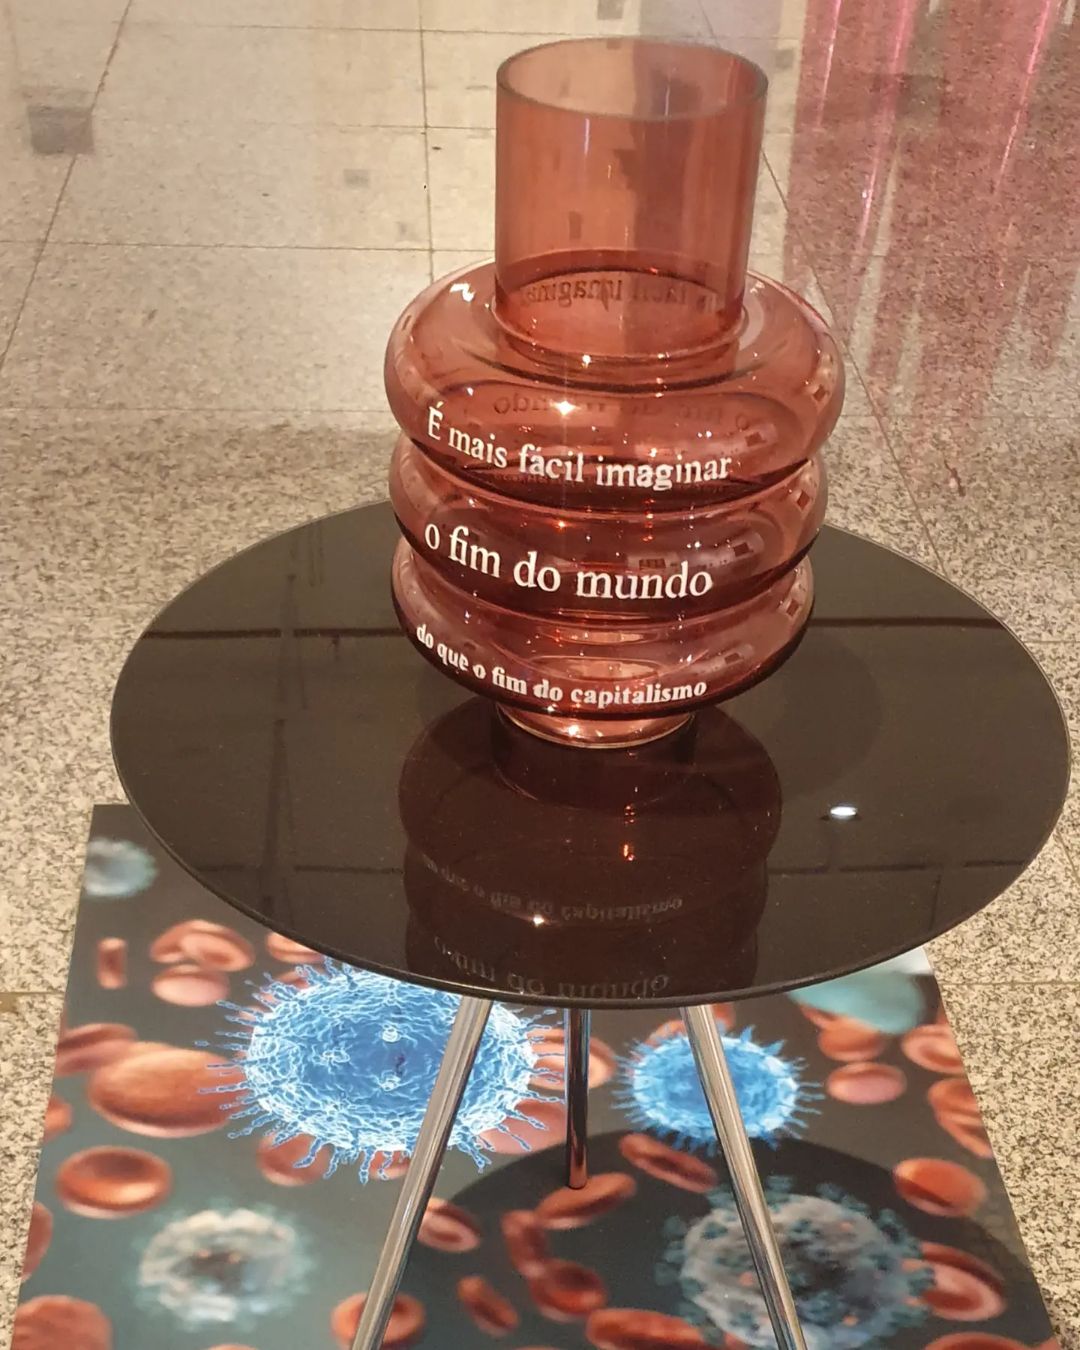 É mais fácil imaginar
o fim do mundo
do que o fim do capitalismo